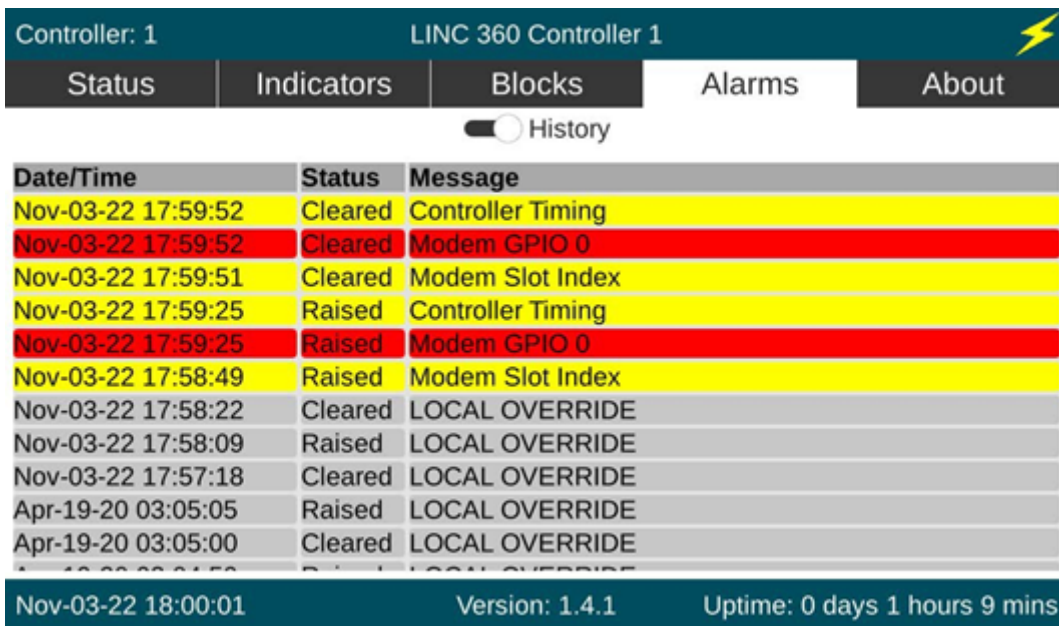 Controller: 1 LINC 360 Controller 1
Status Indicators Blocks Alarms About
History
Date/Time Status Message
Nov-03-22 17:59:52 Cleared Controller Timing
Nov-03-22 17:59:52 Cleared Modem GPIO 0
Nov-03-22 17:59:51 Cleared Modem Slot Index
Nov-03-22 17:59:25 Raised Controller Timing
Nov-03-22 17:59:25 Raised Modem GPIO 0
Nov-03-22 17:58:49 Raised Modem Slot Index
Nov-03-22 17:58:22 Cleared LOCAL OVERRIDE
Nov-03-22 17:58:09 Raised LOCAL OVERRIDE
Nov-03-22 17:57:18 Cleared LOCAL OVERRIDE
Apr-19-20 03:05:05 Raised LOCAL OVERRIDE
Apr-19-20 03:05:00 Cleared LOCAL OVERRIDE
Nov-03-22 18:00:01 Version: 1.4.1 Uptime: 0 days 1 hours 9 mins